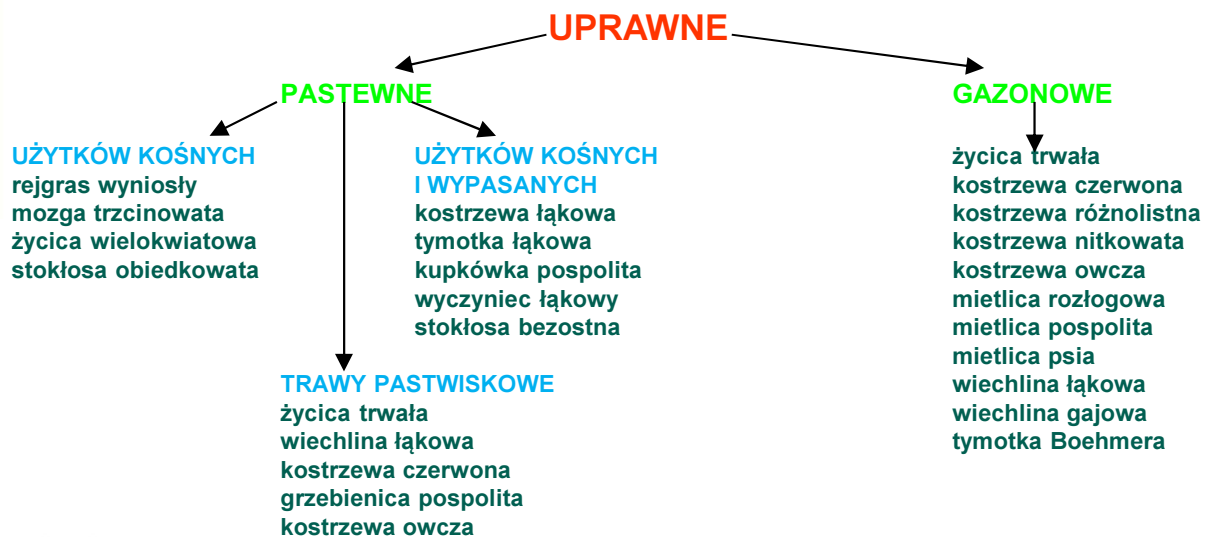 UPRAWNE
PASTEWNE
GAZONOWE
UŻYTKÓW KOŚNYCH
rejgras wyniosły
mozga trzcinowata
życica wielokwiatowa
stokłosa obiedkowata
UŻYTKÓW KOŚNYCH
I WYPASANYCH
kostrzewa łąkowa
tymotka łąkowa
kupkówka pospolita
wyczyniec łąkowy
stokłosa bezostna
TRAWY PASTWISKOWE
życica trwała
wiechlina łąkowa
kostrzewa czerwona
grzebienica pospolita
kostrzewa owcza
życica trwała
kostrzewa czerwona
kostrzewa różnolistna
kostrzewa nitkowata
kostrzewa owcza
mietlica rozłogowa
mietlica pospolita
mietlica psia
wiechlina łąkowa
wiechlina gajowa
tymotka Boehmera